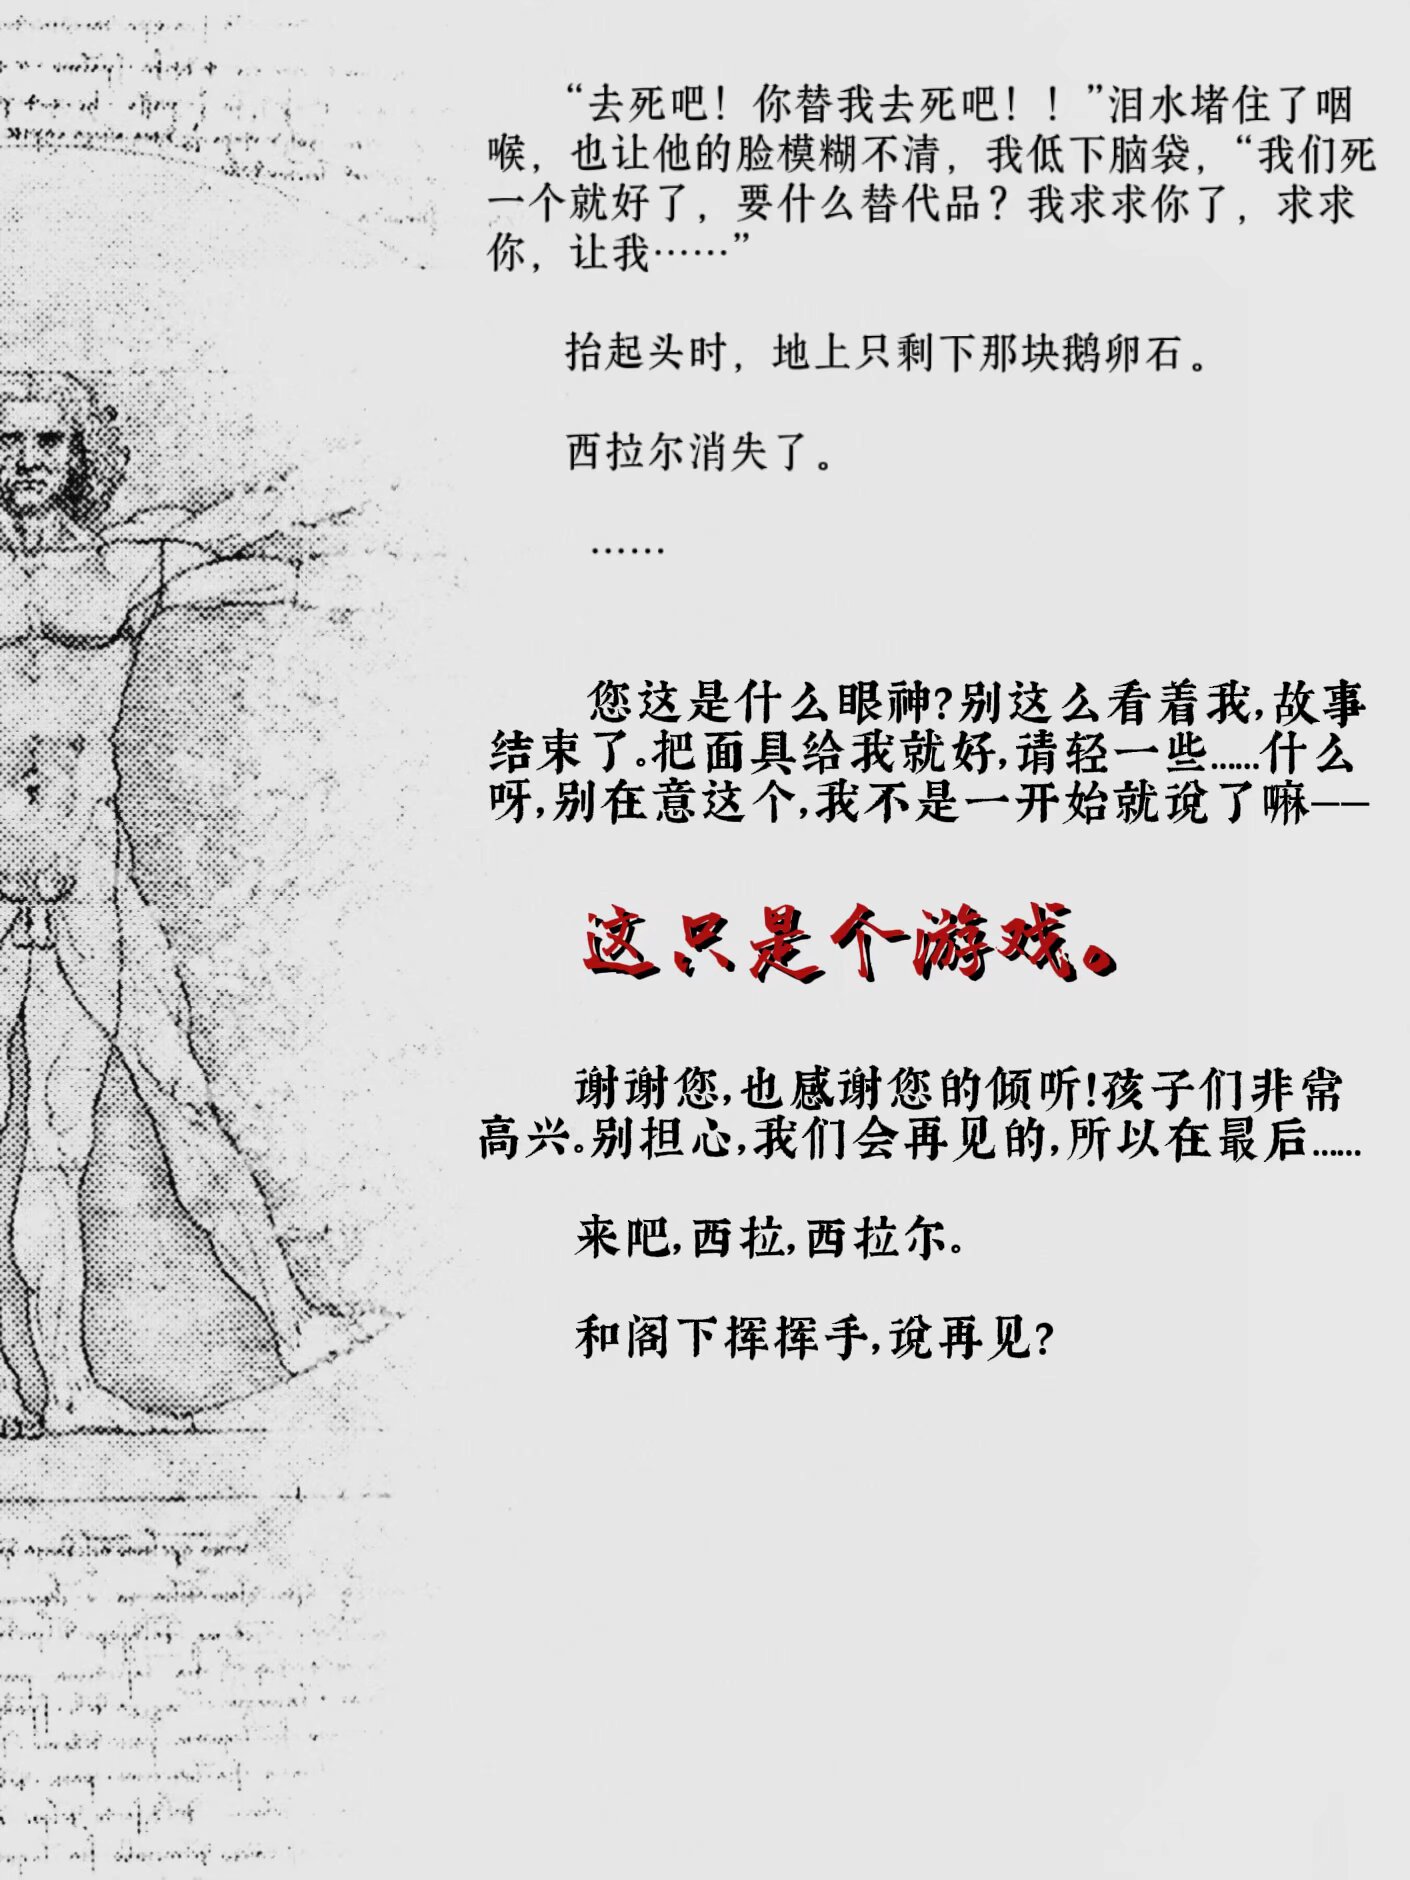 “去死吧！你替我去死吧！！”泪水堵住了咽
喉，也让他的脸模糊不清，我低下脑袋，“我们死
一个就好了，要什么替代品？我求求你了，求求
你，让我……”
抬起头时，地上只剩下那块鹅卵石。
西拉尔消失了。
……
您这是什么眼神？别这么看着我，故事
结束了。把面具给我就好，请轻一些……什么
呀，别在意这个，我不是一开始就说了嘛——
这只是个游戏。
谢谢您，也感谢您的倾听！孩子们非常
高兴。别担心，我们会再见的，所以在最后……
来吧，西拉，西拉尔。
和阁下挥挥手，说再见？